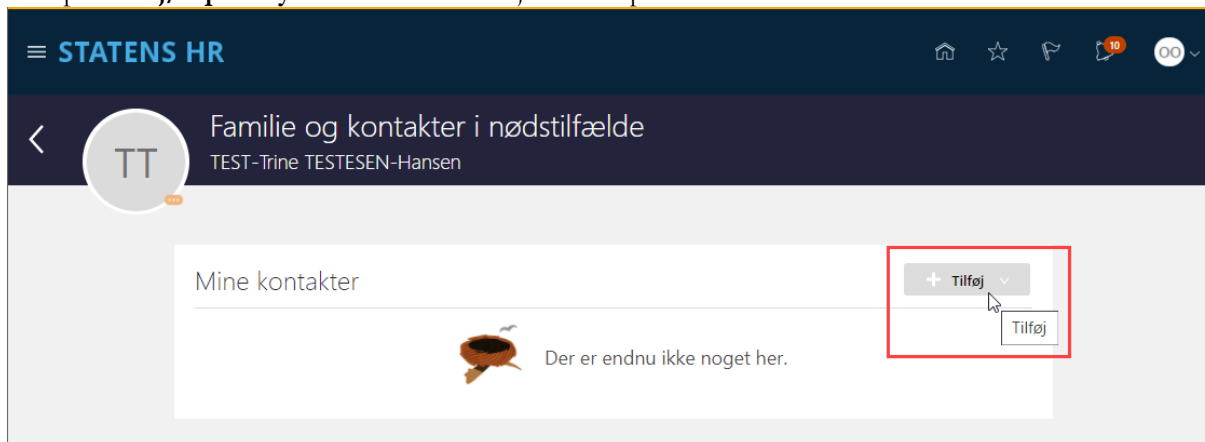 STATENS HR
10
OO
Familie og kontakter i nødstilfælde
TT
TEST-Trine TESTESEN-Hansen
Mine kontakter
Tilføj
Tilføj
Der er endnu ikke noget her.